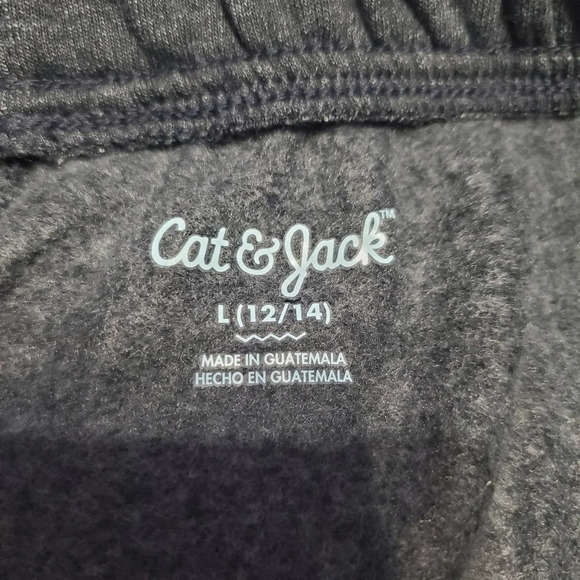 Cat & Jack™
L (12/14)
MADE IN GUATEMALA
HECHO EN GUATEMALA